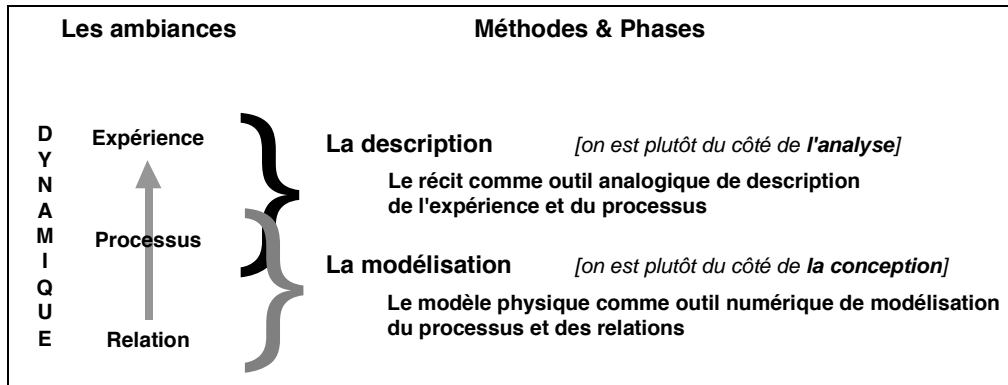 Les ambiances
Méthodes & Phases
DYNAMIQUE
Expérience
Processus
Relation
La description [on est plutôt du côté de l'analyse]
Le récit comme outil analogique de description
de l'expérience et du processus
La modélisation [on est plutôt du côté de la conception]
Le modèle physique comme outil numérique de modélisation
du processus et des relations